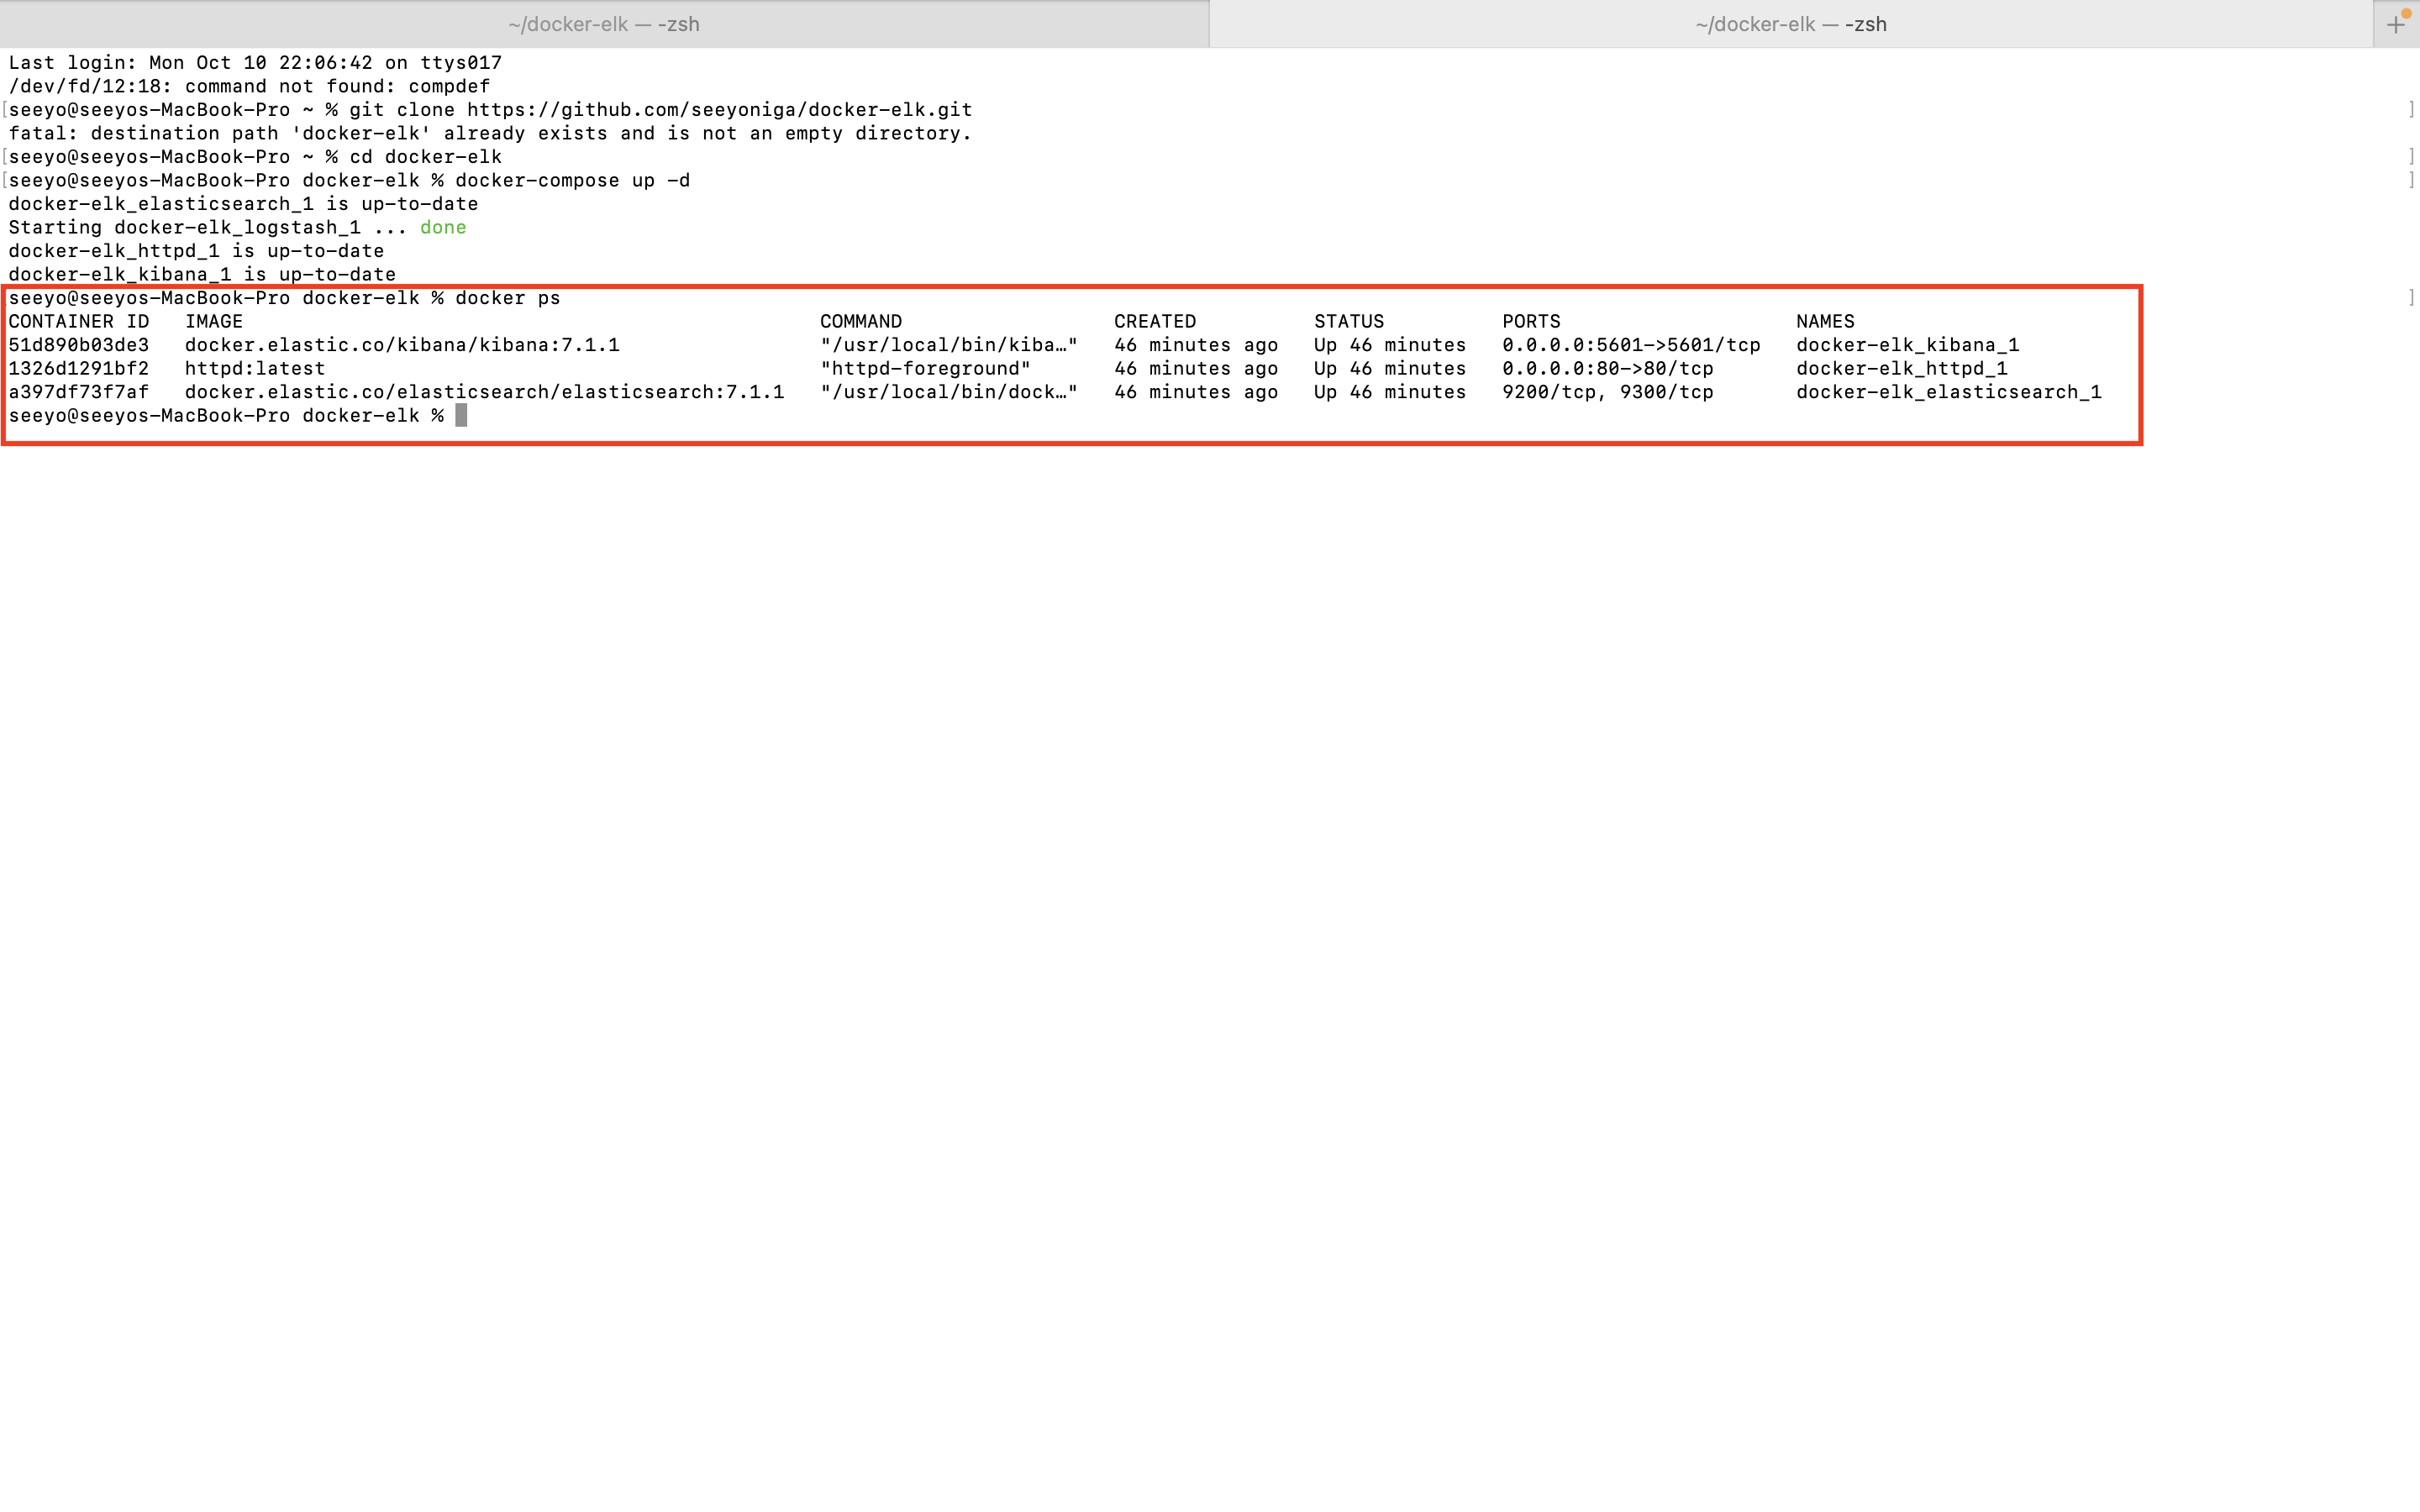 ~/docker-elk — -zsh ~/docker-elk — -zsh +
Last login: Mon Oct 10 22:06:42 on ttys017
/dev/fd/12:18: command not found: compdef
[seeyo@seeyos-MacBook-Pro ~ % git clone https://github.com/seeyoniga/docker-elk.git ]
fatal: destination path 'docker-elk' already exists and is not an empty directory.
[seeyo@seeyos-MacBook-Pro ~ % cd docker-elk ]
[seeyo@seeyos-MacBook-Pro docker-elk % docker-compose up -d ]
docker-elk_elasticsearch_1 is up-to-date
Starting docker-elk_logstash_1 ... done
docker-elk_httpd_1 is up-to-date
docker-elk_kibana_1 is up-to-date
seeyo@seeyos-MacBook-Pro docker-elk % docker ps ]
CONTAINER ID IMAGE COMMAND CREATED STATUS PORTS NAMES
51d890b03de3 docker.elastic.co/kibana/kibana:7.1.1 "/usr/local/bin/kiba…" 46 minutes ago Up 46 minutes 0.0.0.0:5601->5601/tcp docker-elk_kibana_1
1326d1291bf2 httpd:latest "httpd-foreground" 46 minutes ago Up 46 minutes 0.0.0.0:80->80/tcp docker-elk_httpd_1
a397df73f7af docker.elastic.co/elasticsearch/elasticsearch:7.1.1 "/usr/local/bin/dock…" 46 minutes ago Up 46 minutes 9200/tcp, 9300/tcp docker-elk_elasticsearch_1
seeyo@seeyos-MacBook-Pro docker-elk %